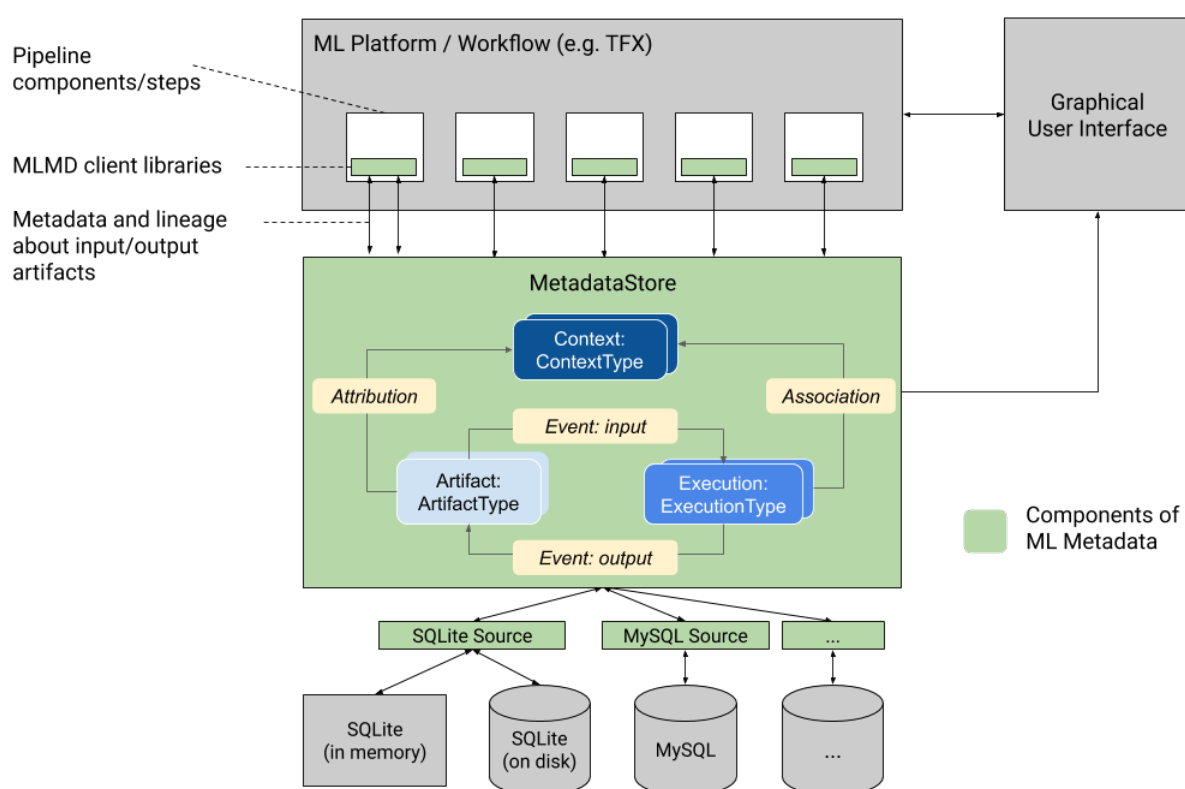 ML Platform / Workflow (e.g. TFX)
Pipeline
components/steps
Graphical
User Interface
MLMD client libraries
Metadata and lineage
about input/output
artifacts
MetadataStore
Context:
ContextType
Attribution
Association
Event: input
Artifact:
ArtifactType
Execution:
ExecutionType
Event: output
Components of
ML Metadata
SQLite Source
MySQL Source
...
SQLite
(in memory)
SQLite
(on disk)
MySQL
...